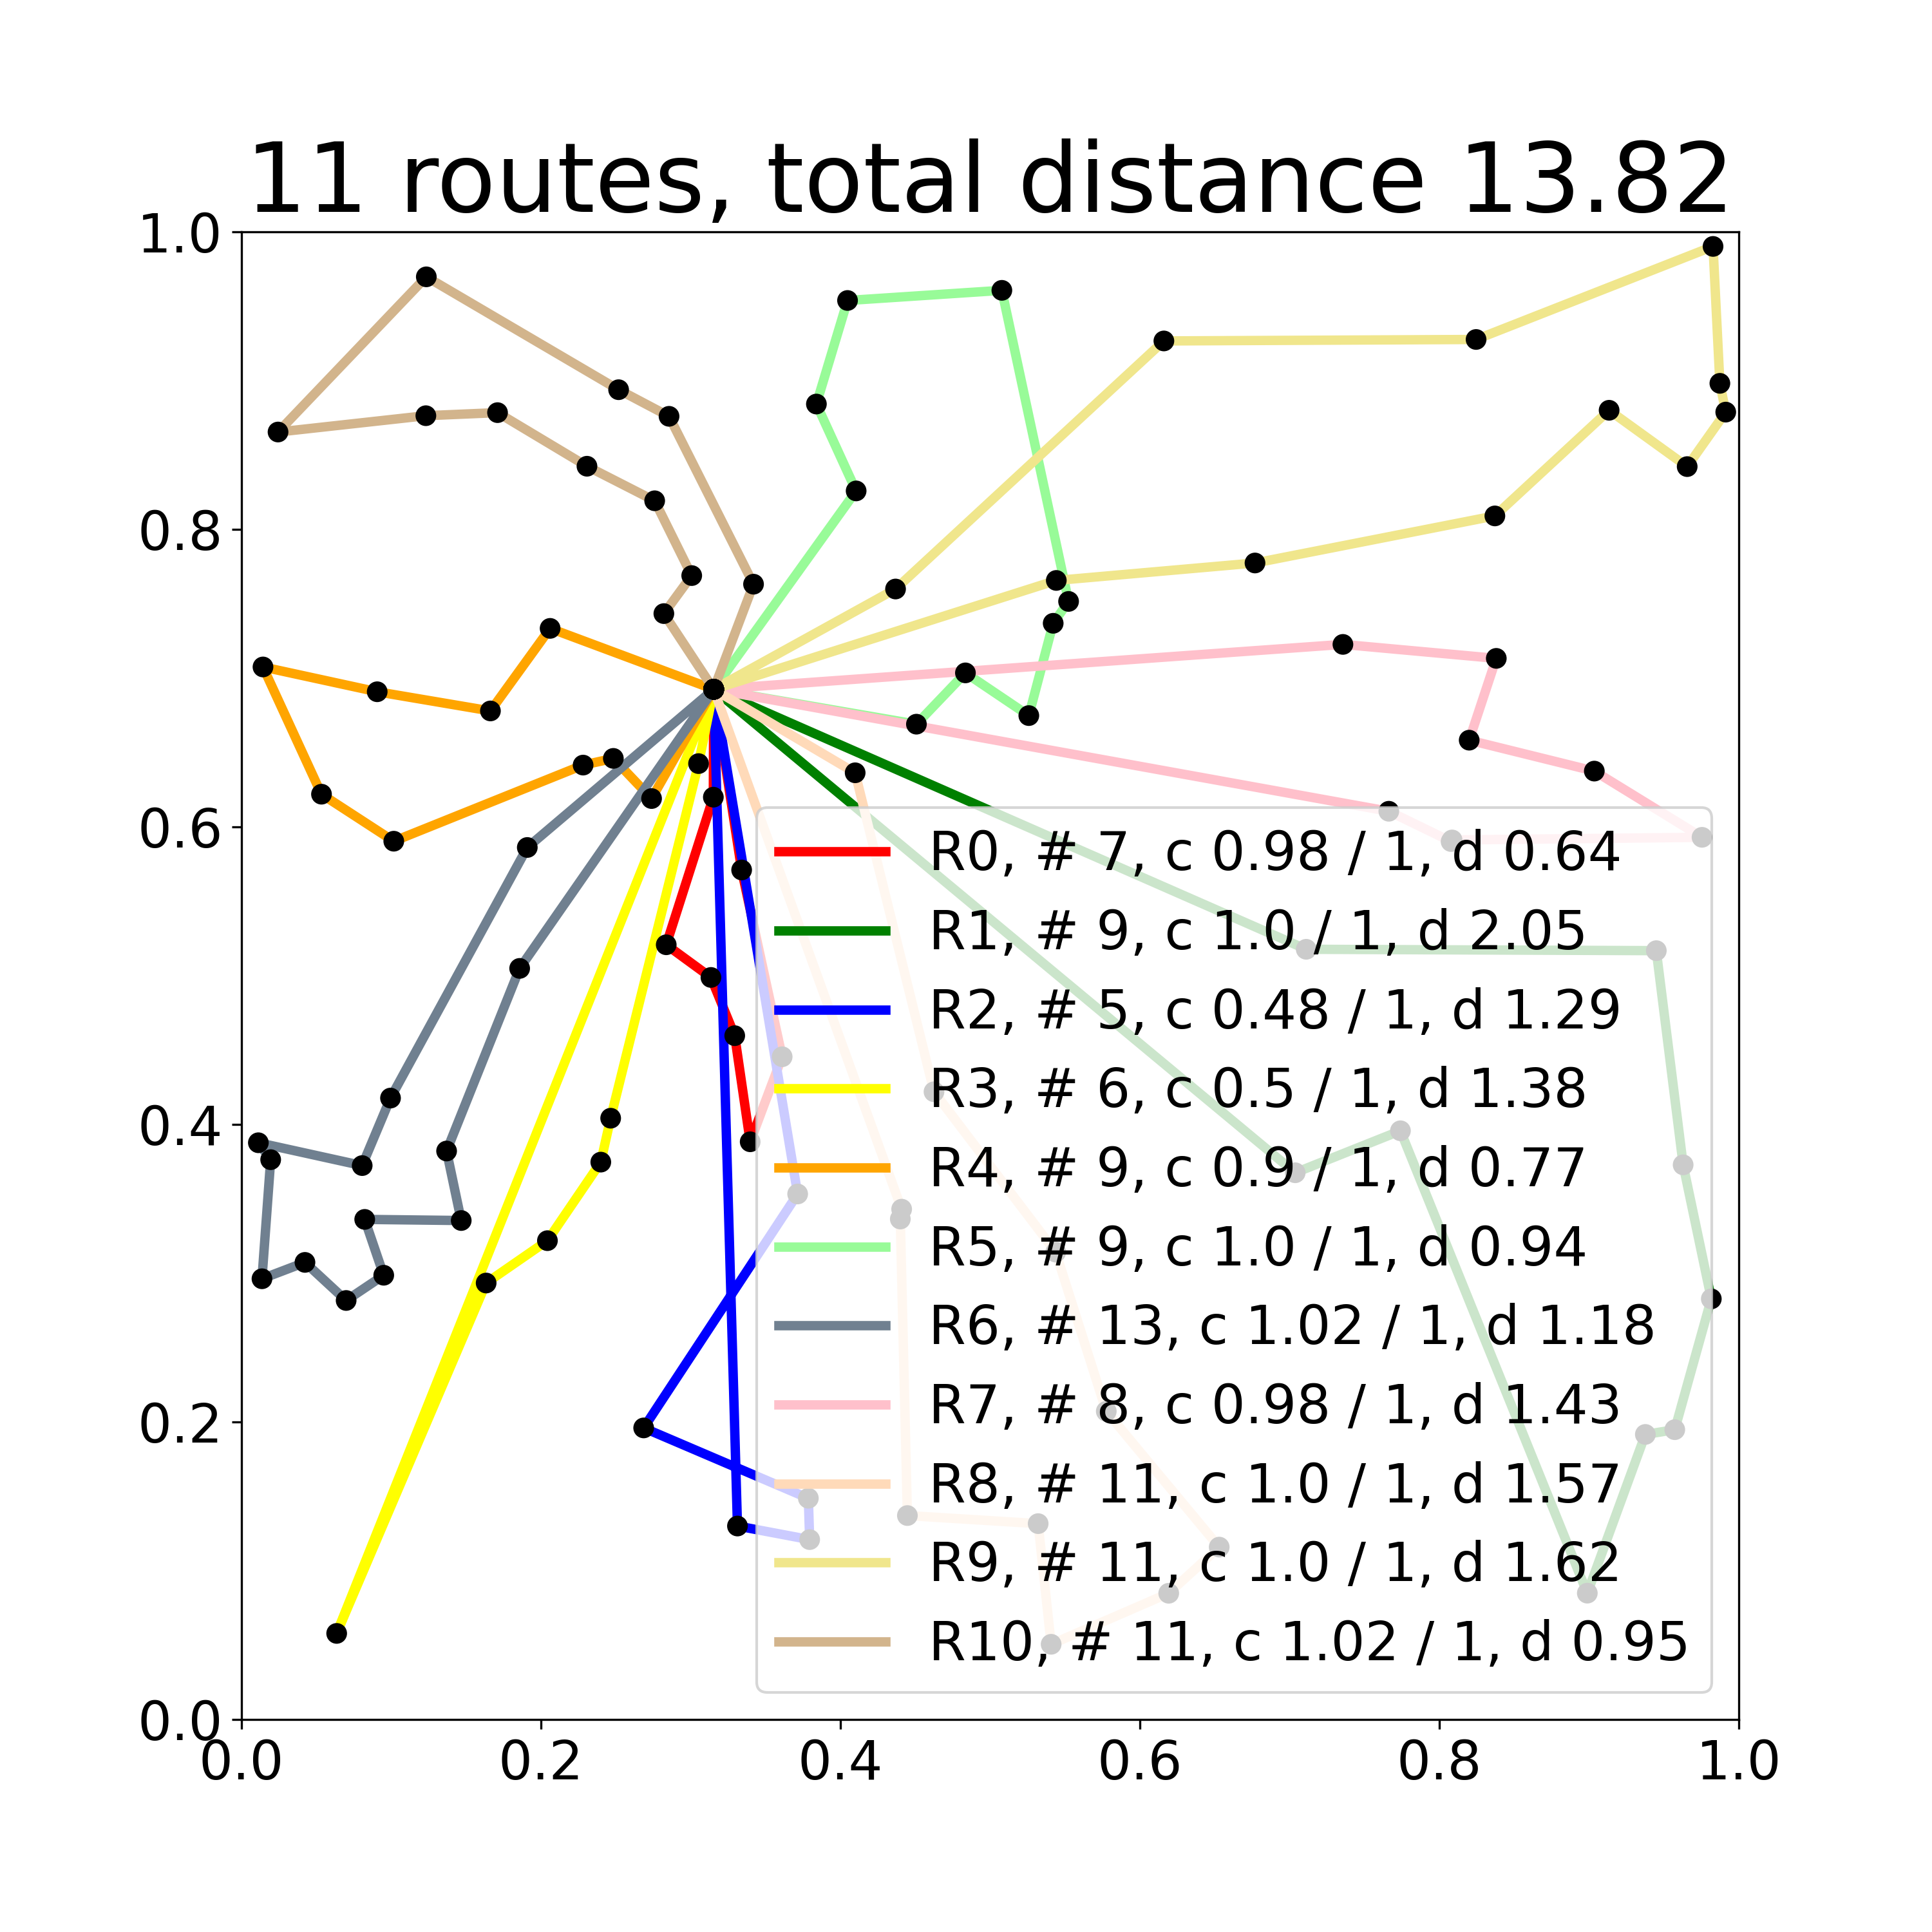 11 routes, total distance 13.82
1.0
0.8
0.6
0.4
0.2
0.0
0.0 0.2 0.4 0.6 0.8 1.0
R0, # 7, c 0.98 / 1, d 0.64
R1, # 9, c 1.0 / 1, d 2.05
R2, # 5, c 0.48 / 1, d 1.29
R3, # 6, c 0.5 / 1, d 1.38
R4, # 9, c 0.9 / 1, d 0.77
R5, # 9, c 1.0 / 1, d 0.94
R6, # 13, c 1.02 / 1, d 1.18
R7, # 8, c 0.98 / 1, d 1.43
R8, # 11, c 1.0 / 1, d 1.57
R9, # 11, c 1.0 / 1, d 1.62
R10, # 11, c 1.02 / 1, d 0.95